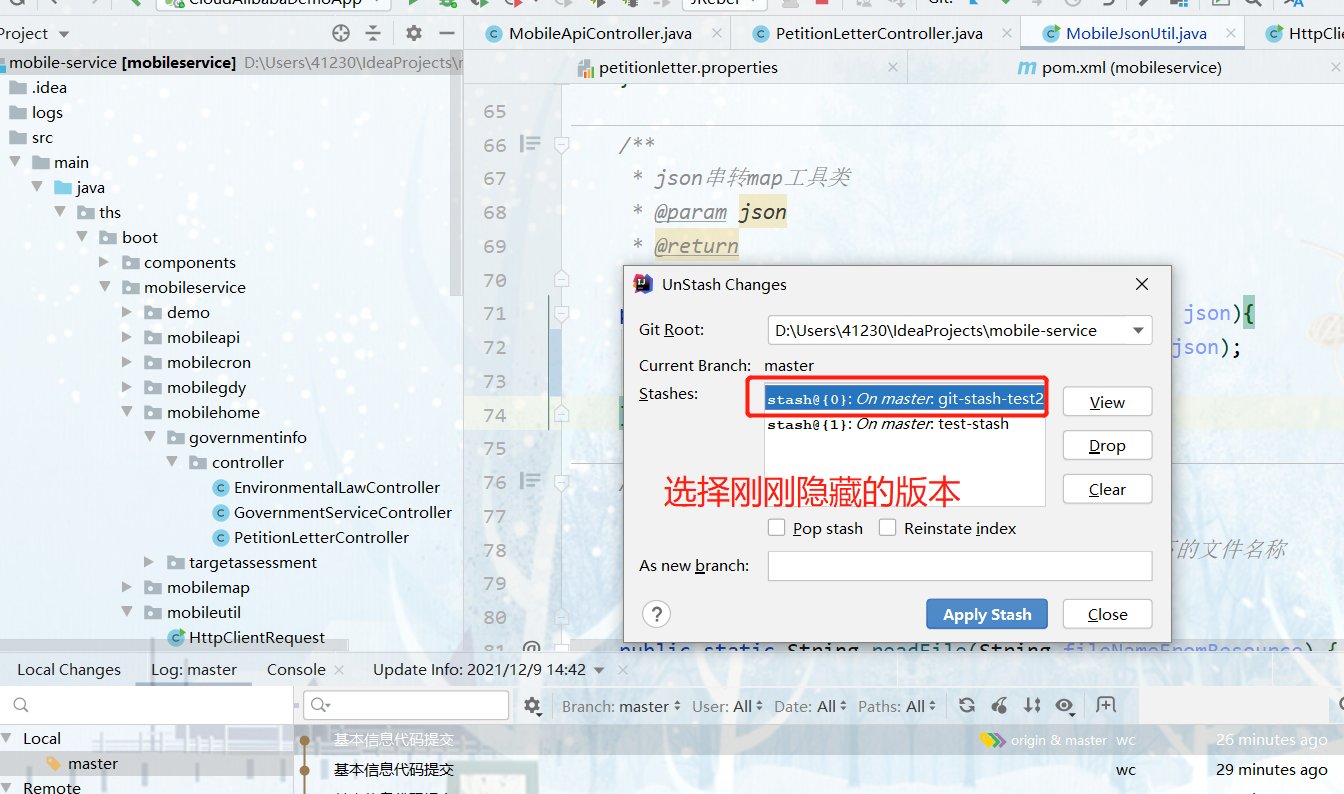 CloudAlibabaDemoApp
JRebel
Git:
Project
MobileApiController.java
PetitionLetterController.java
MobileJsonUtil.java
HttpCli
mobile-service [mobileservice] D:\Users\41230\IdeaProjects\
petitionletter.properties
pom.xml (mobileservice)
.idea
logs
src
main
java
ths
boot
components
mobileservice
demo
mobileapi
mobilecron
mobilegdy
mobilehome
governmentinfo
controller
EnvironmentalLawController
GovernmentServiceController
PetitionLetterController
targetassessment
mobilemap
mobileutil
HttpClientRequest
65
66 /**
67 * json串转map工具类
68 * @param json
69 * @return
70
71 json){
72 json);
73
74
75
76
77
78 的文件名称
79
80
81 @ public static String readFile(String fileNameFromResource) {
UnStash Changes
Git Root: D:\Users\41230\IdeaProjects\mobile-service
Current Branch: master
Stashes:
stash@{0}: On master: git-stash-test2
stash@{1}: On master: test-stash
View
Drop
Clear
选择刚刚隐藏的版本
Pop stash Reinstate index
As new branch:
? Apply Stash Close
Local Changes Log: master Console Update Info: 2021/12/9 14:42
Branch: master User: All Date: All Paths: All
Local
master
Remote
基本信息代码提交 origin & master wc 26 minutes ago
基本信息代码提交 wc 29 minutes ago